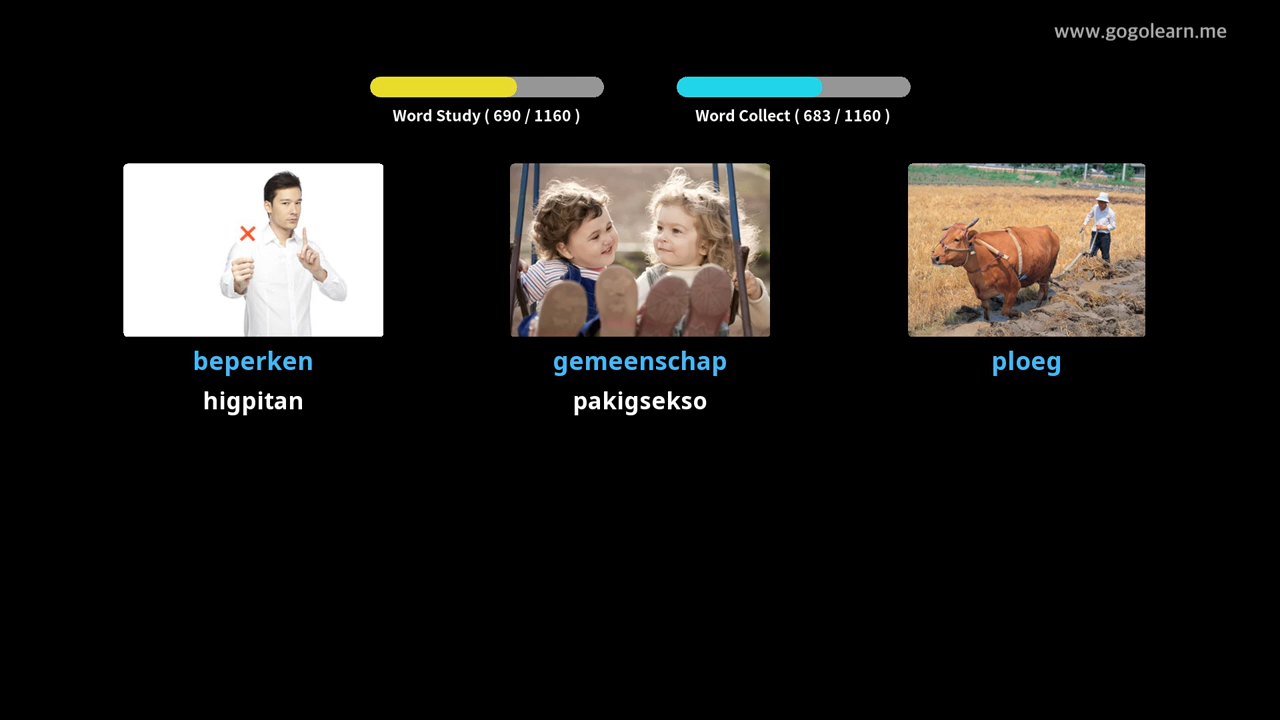 www.gogolearn.me
Word Study ( 690 / 1160 )
Word Collect ( 683 / 1160 )
beperken
gemeenschap
ploeg
higpitan
pakigsekso